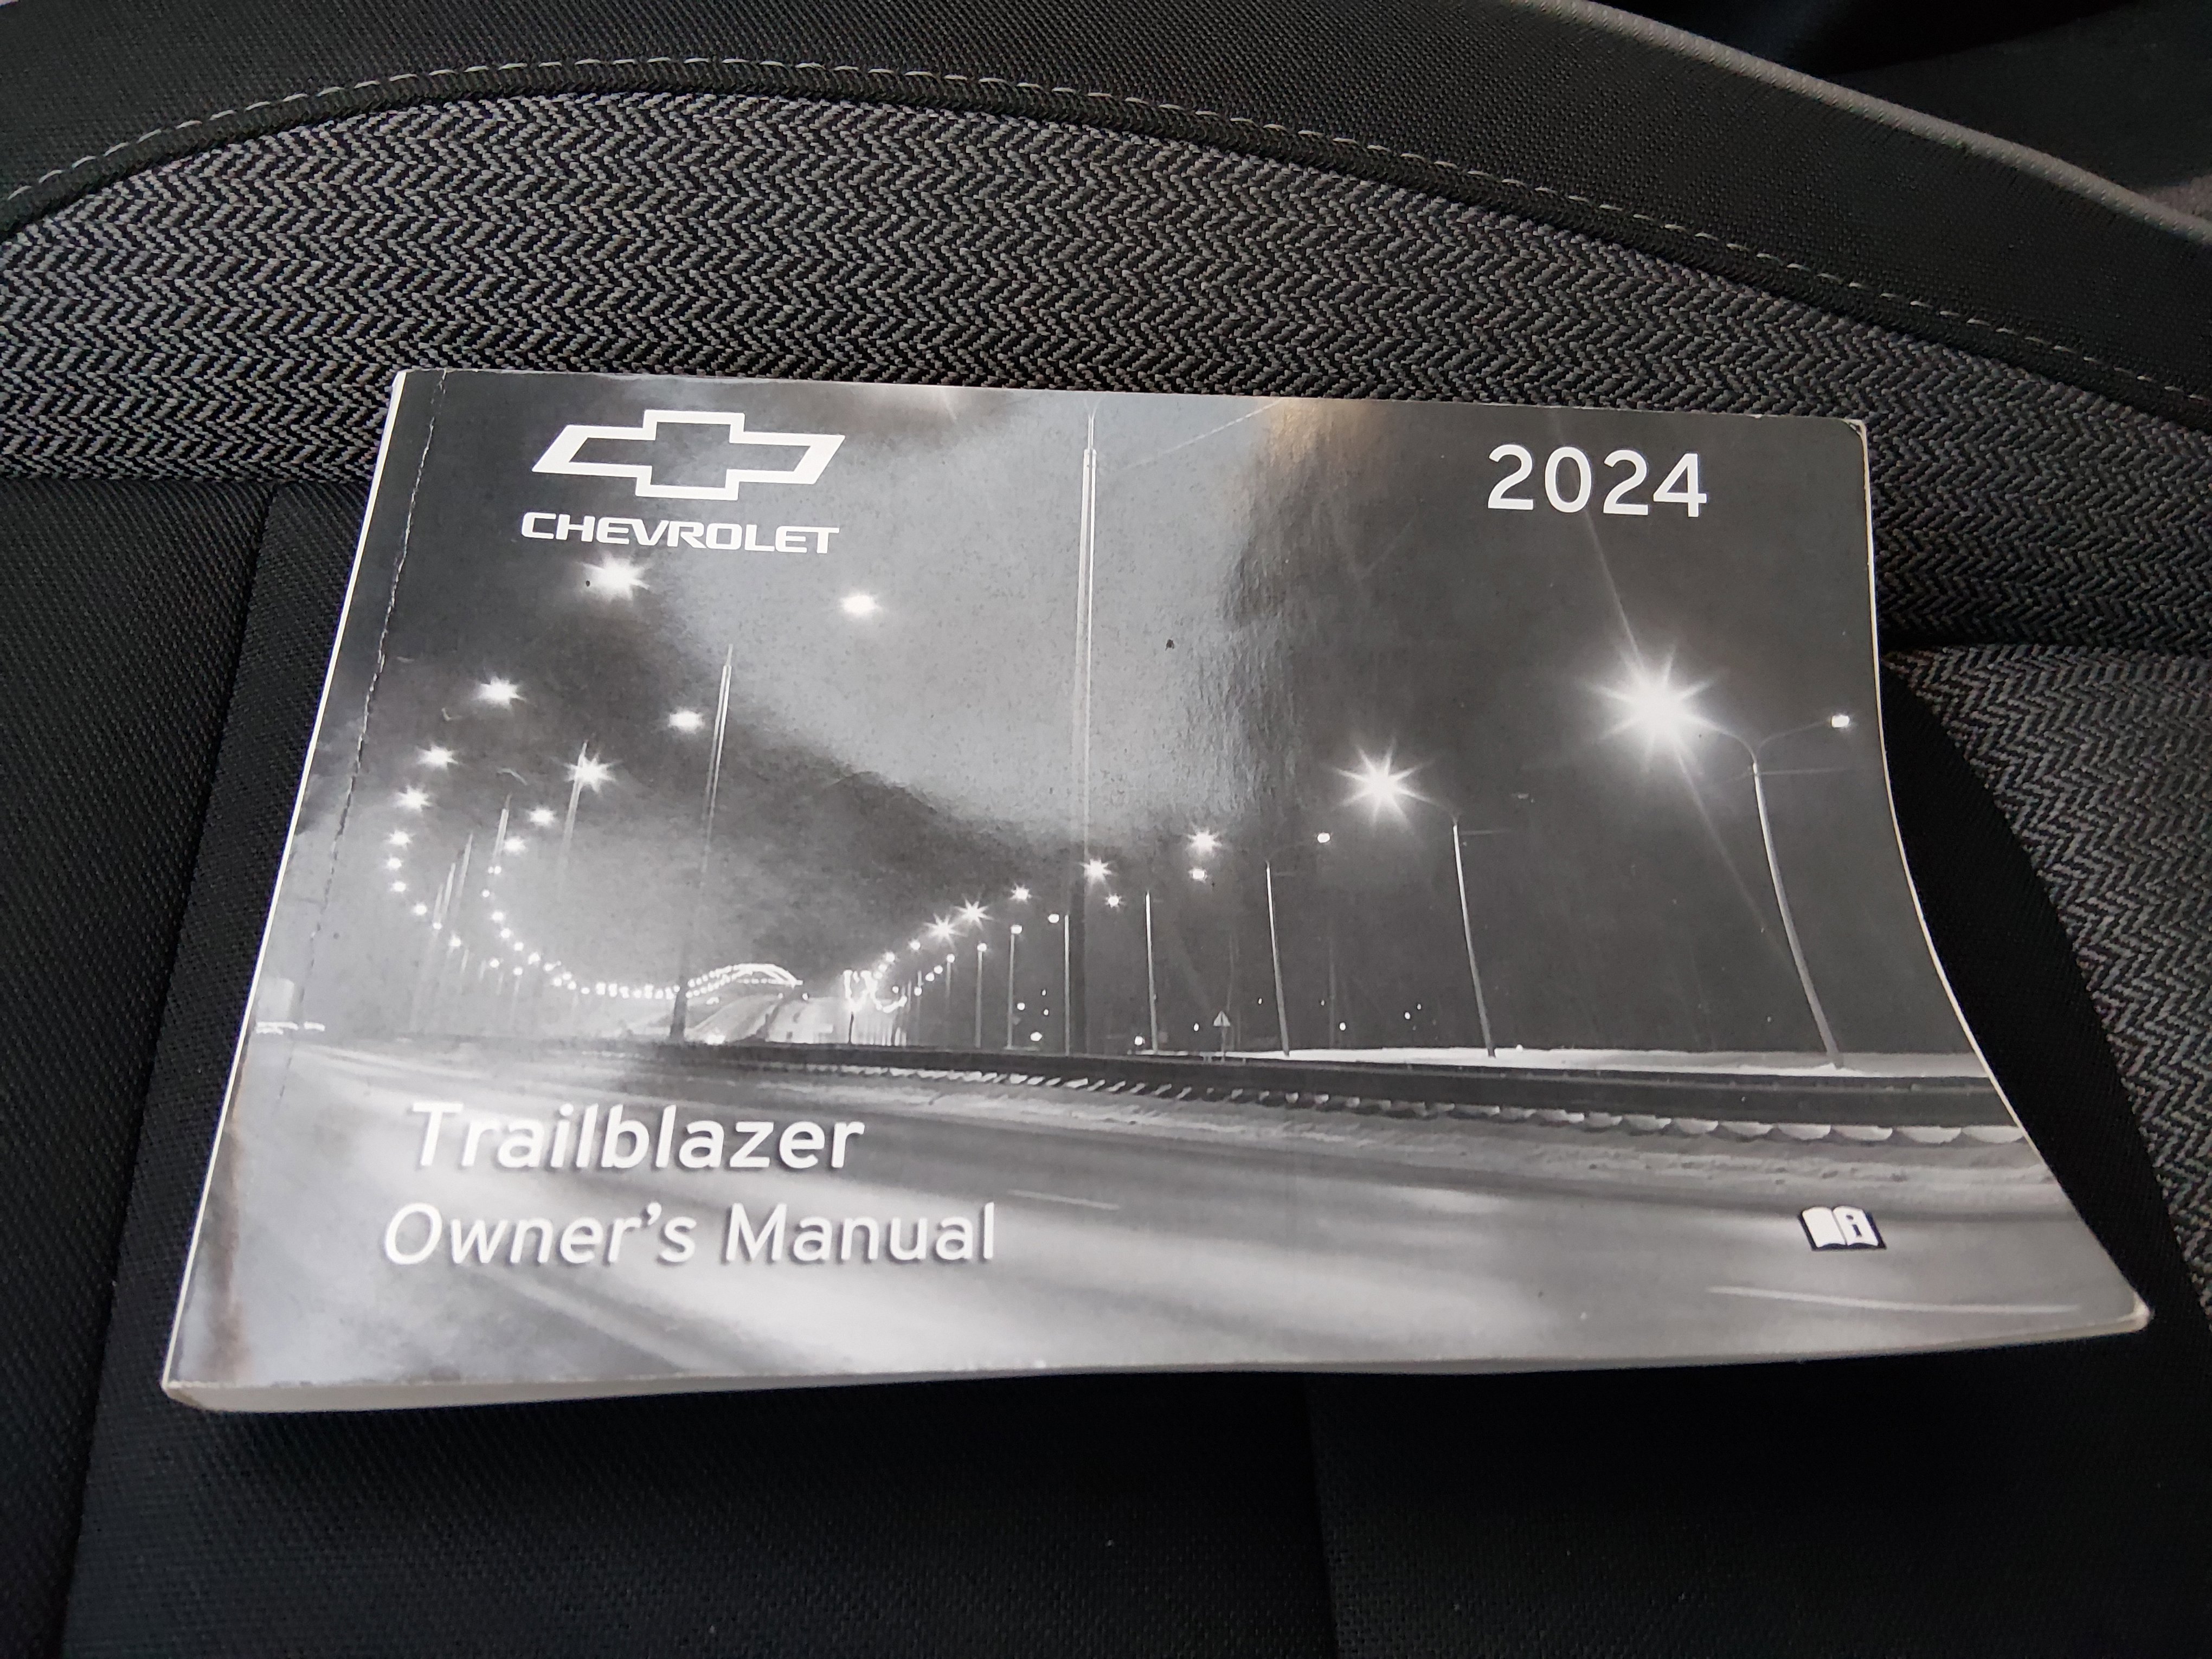 CHEVROLET
2024
Trailblazer
Owner's Manual